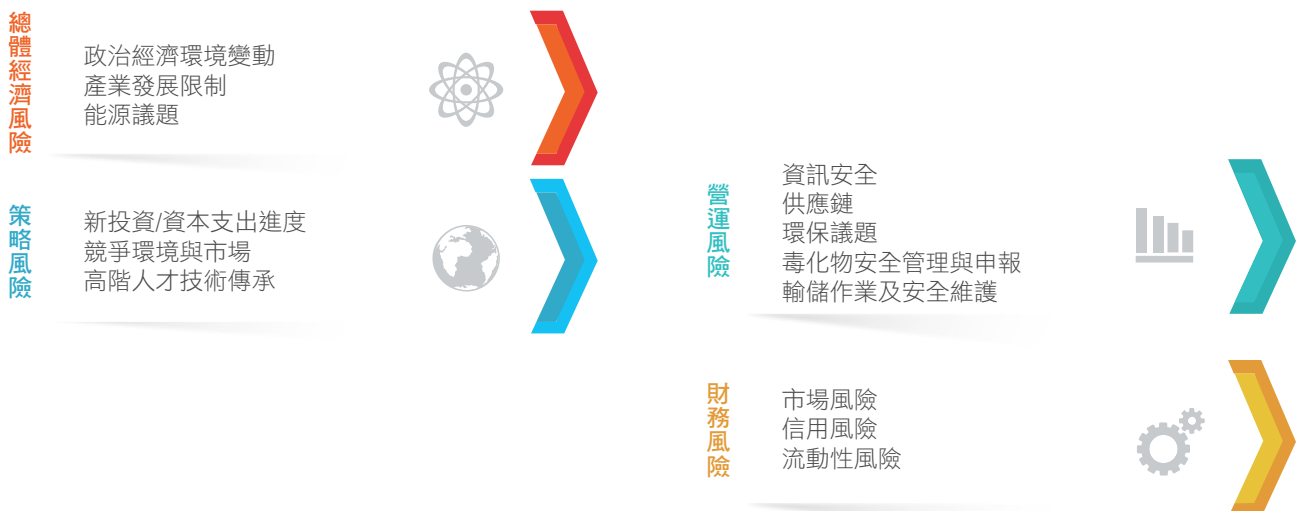 總體經濟風險
政治經濟環境變動
產業發展限制
能源議題
策略風險
新投資/資本支出進度
競爭環境與市場
高階人才技術傳承
營運風險
資訊安全
供應鏈
環保議題
毒化物安全管理與申報
輸儲作業及安全維護
財務風險
市場風險
信用風險
流動性風險